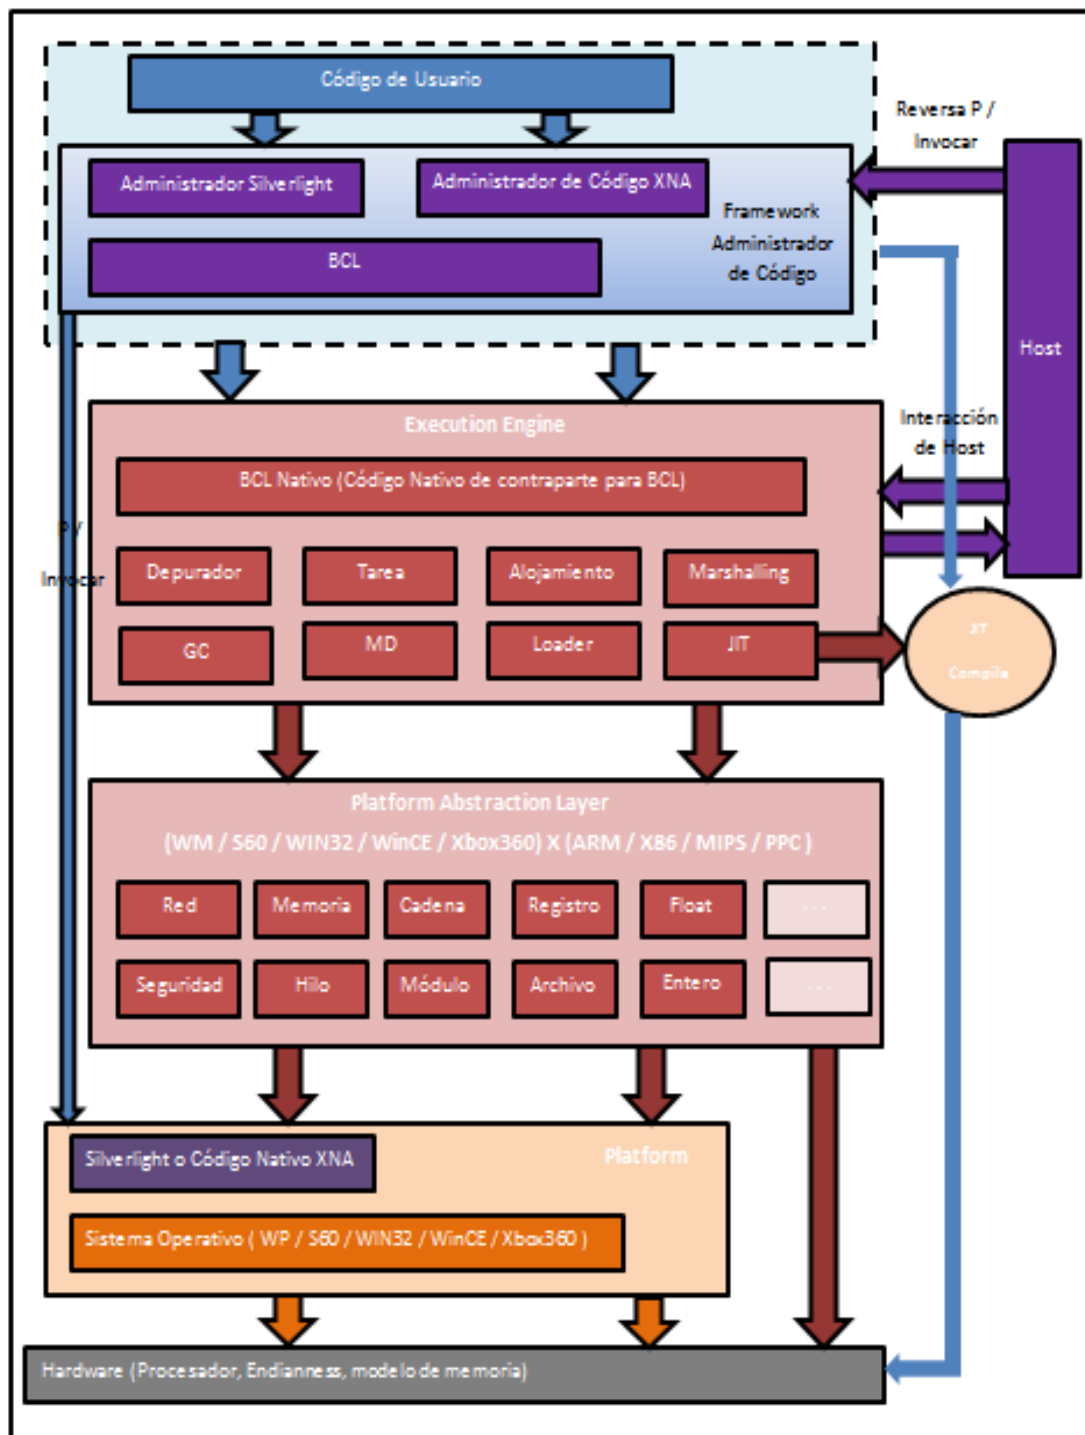 Código de Usuario
Reversa P /
Invocar
Administrador Silverlight
Administrador de Código XNA
Framework
Administrador
de Código
BCL
Host
Execution Engine
Interacción
de Host
BCL Nativo (Código Nativo de contraparte para BCL)
P y
Invocar
Depurador
Tarea
Alojamiento
Marshalling
GC
MD
Loader
JIT
JIT
Compile
Platform Abstraction Layer
(WM / S60 / WIN32 / WinCE / Xbox360) X (ARM / X86 / MIPS / PPC )
Red
Memoria
Cadena
Registro
Float
...
Seguridad
Hilo
Módulo
Archivo
Entero
...
Silverlight o Código Nativo XNA
Platform
Sistema Operativo ( WP / S60 / WIN32 / WinCE / Xbox360 )
Hardware (Procesador, Endianness, modelo de memoria)